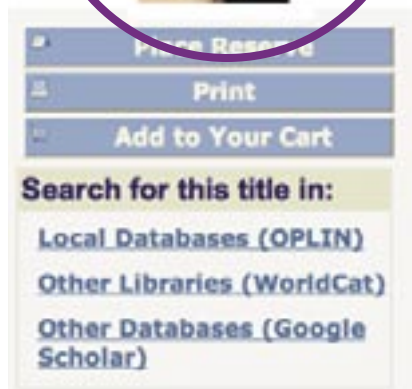 Place Reserve
Print
Add to Your Cart
Search for this title in:
Local Databases (OPLIN)
Other Libraries (WorldCat)
Other Databases (Google
Scholar)